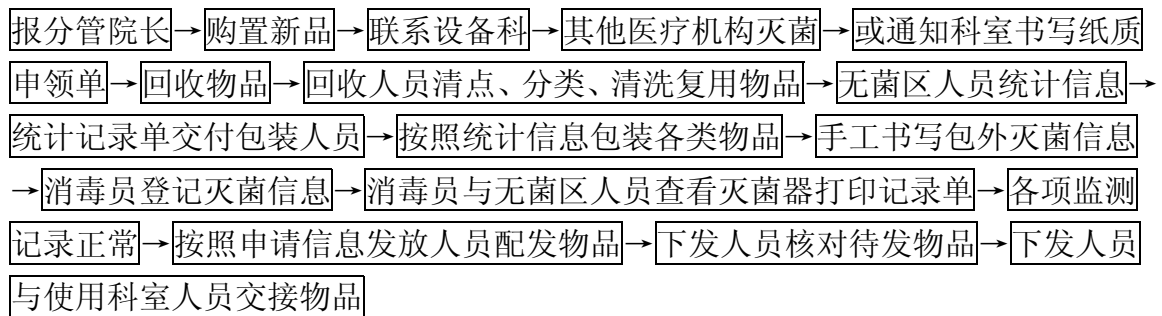 报分管院长→购置新品→联系设备科→其他医疗机构灭菌→或通知科室书写纸质
申领单→回收物品→回收人员清点、分类、清洗复用物品→无菌区人员统计信息→
统计记录单交付包装人员→按照统计信息包装各类物品→手工书写包外灭菌信息
→消毒员登记灭菌信息→消毒员与无菌区人员查看灭菌器打印记录单→各项监测
记录正常→按照申请信息发放人员配发物品→下发人员核对待发物品→下发人员
与使用科室人员交接物品